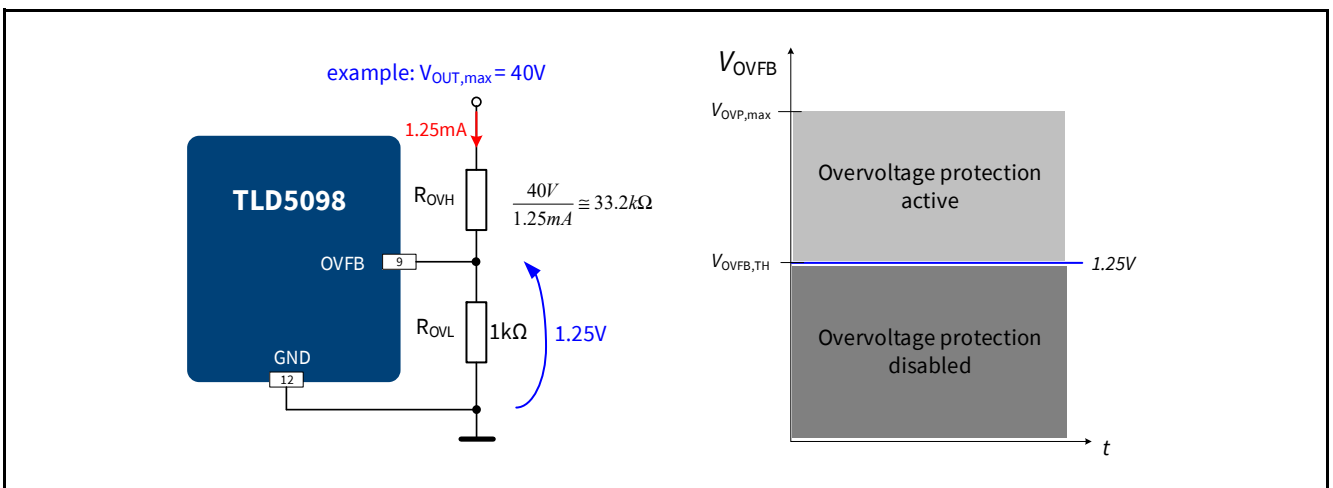 example: VOUT,max = 40V
1.25mA
TLD5098
ROVH
40V
1.25mA
≅ 33.2kΩ
OVFB
9
ROVL
1kΩ
1.25V
GND
12
VOVFB
VOVP,max
Overvoltage protection
active
VOVFB,TH
1.25V
Overvoltage protection
disabled
t